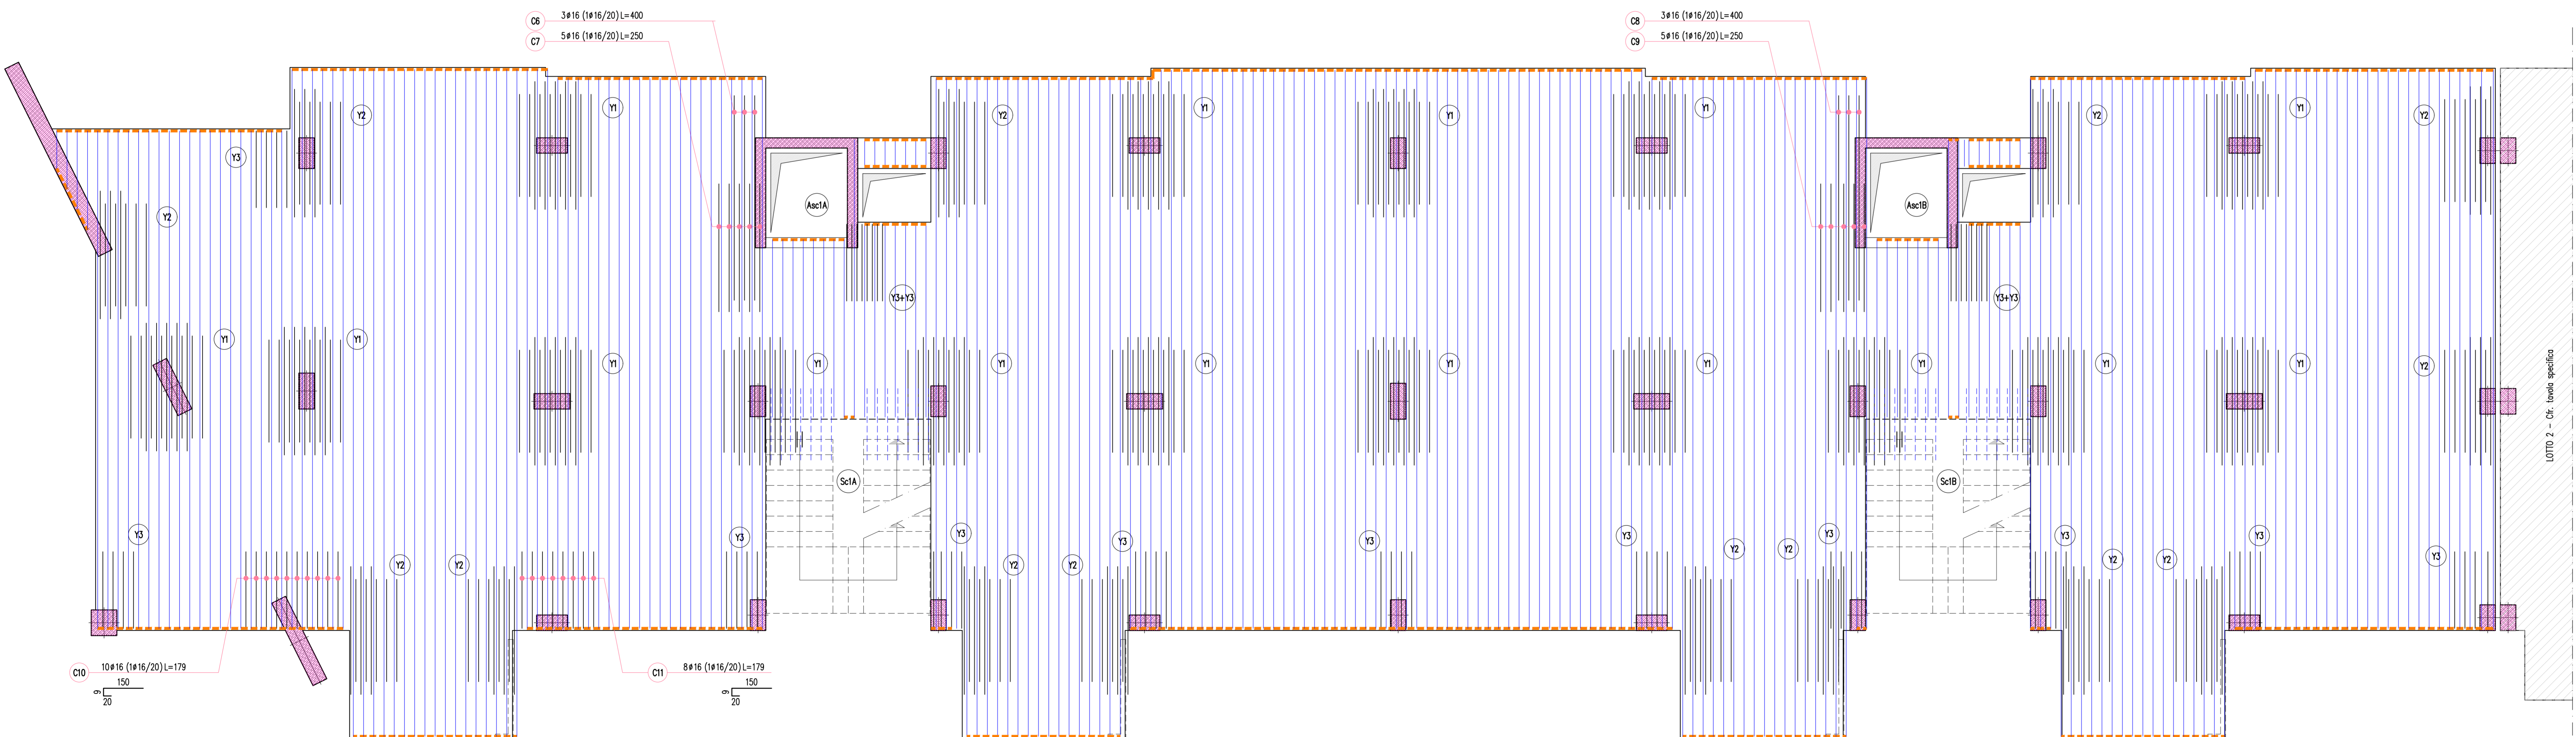 C6 3ø16 (1ø16/20) L=400
C7 5ø16 (1ø16/20) L=250
C8 3ø16 (1ø16/20) L=400
C9 5ø16 (1ø16/20) L=250
Y1
Y1
Y1
Y1
Y1
Y2
Y2
Y2
Y2
Y3
Asc1A
Asc1B
Y2
Y3+Y3
Y3+Y3
Y1
Y1
Y1
Y1
Y1
Y1
Y1
Y1
Y1
Y1
Y1
Y1
Y2
LOTTO 2 - Cfr. tavola specifica
Sc1A
Sc1B
Y3
Y3
Y3
Y3
Y3
Y3
Y3
Y3
Y3
Y3
Y2
Y2
Y2
Y2
Y2
Y2
Y2
Y2
C10 10ø16 (1ø16/20) L=179
150
9
20
C11 8ø16 (1ø16/20) L=179
150
9
20